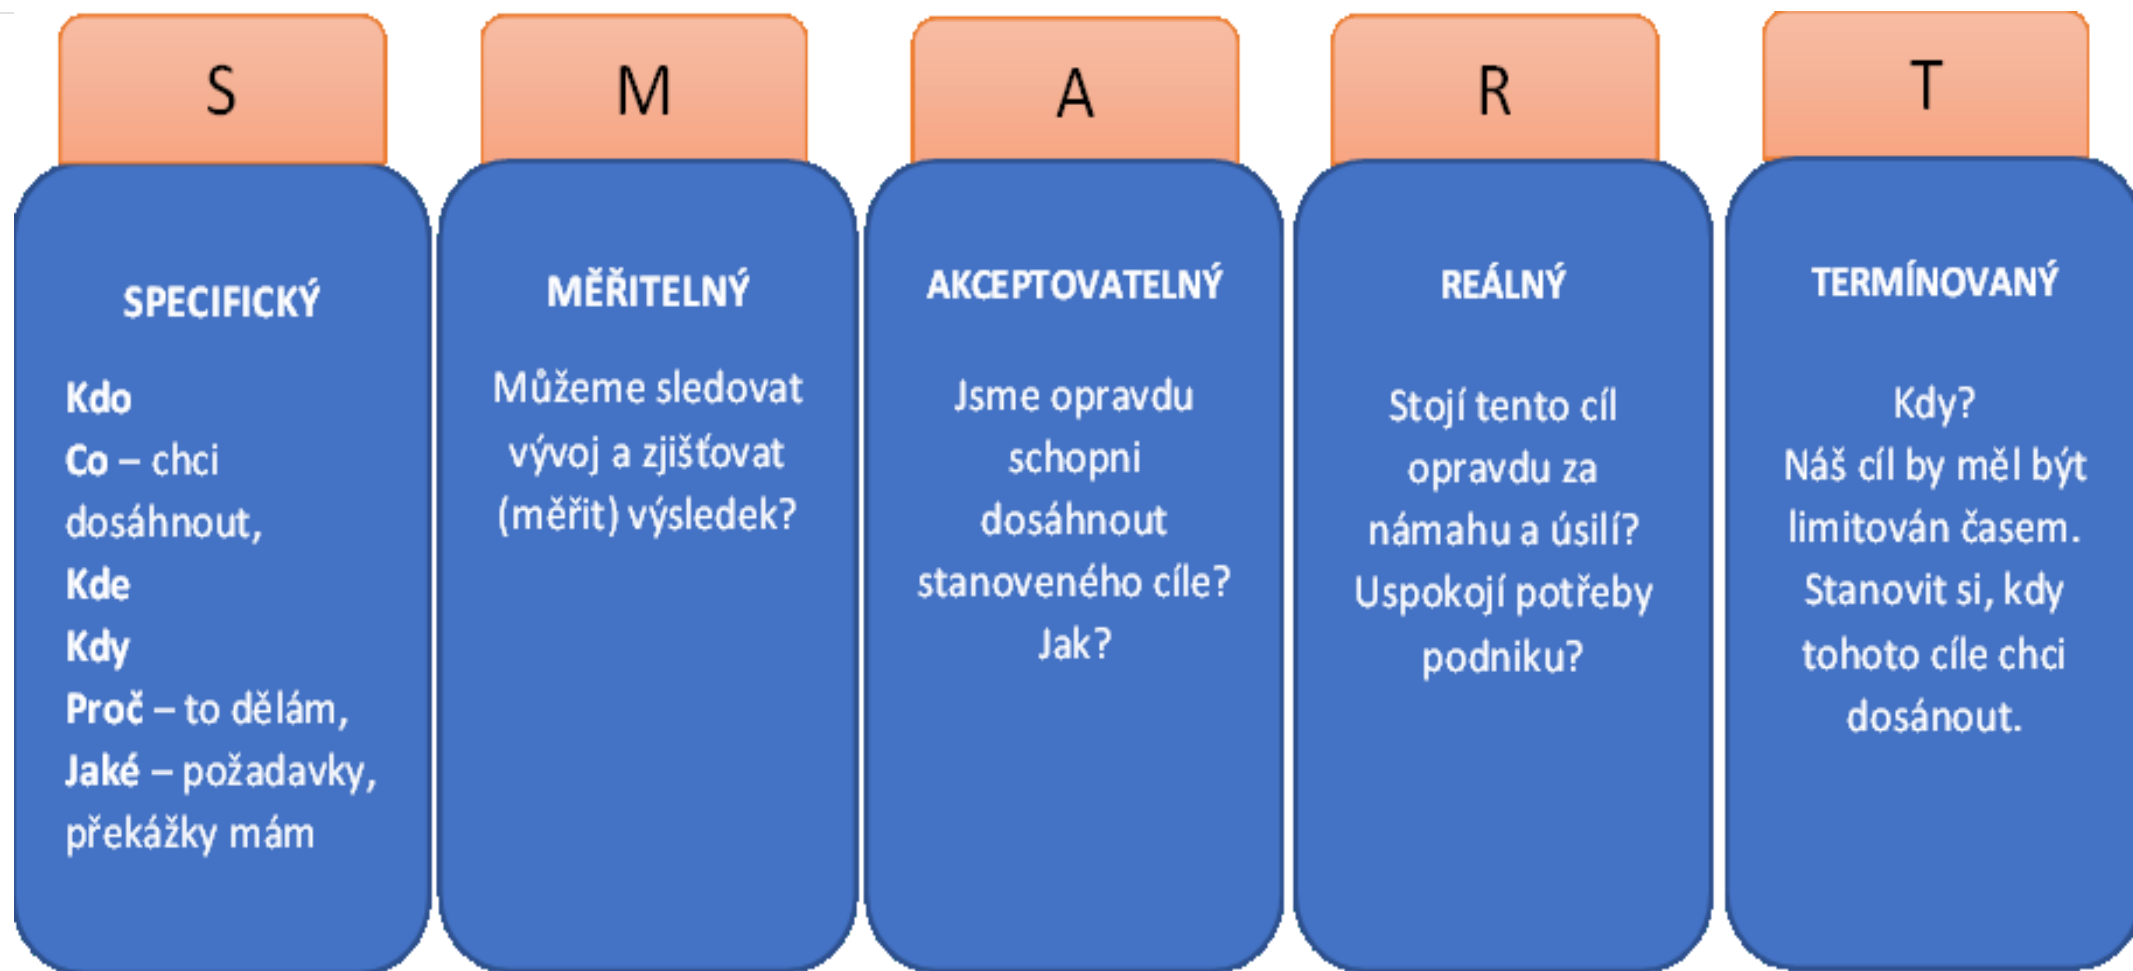 S
SPECIFICKÝ
Kdo
Co – chci
dosáhnout,
Kde
Kdy
Proč – to dělám,
Jaké – požadavky,
překážky mám
M
MĚŘITELNÝ
Můžeme sledovat
vývoj a zjišťovat
(měřit) výsledek?
A
AKCEPTOVATELNÝ
Jsme opravdu
schopni
dosáhnout
stanoveného cíle?
Jak?
R
REÁLNÝ
Stojí tento cíl
opravdu za
námahu a úsilí?
Uspokojí potřeby
podniku?
T
TERMÍNOVANÝ
Kdy?
Náš cíl by měl být
limitován časem.
Stanovit si, kdy
tohoto cíle chci
dosánout.